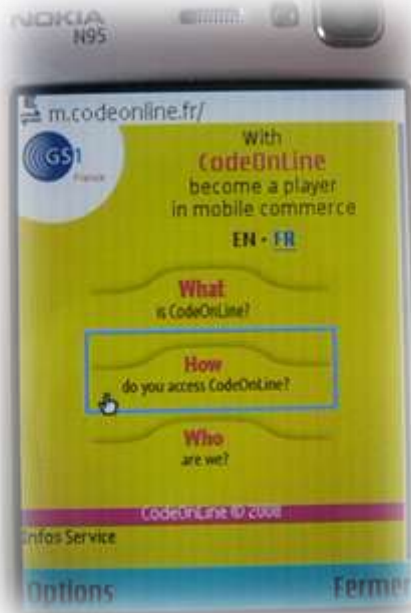 NOKIA
N95
m.codeonline.fr/
GS1
France
With
CodeOnLine
become a player
in mobile commerce
EN - FR
What
is CodeOnLine?
How
do you access CodeOnLine?
Who
are we?
CodeOnLine © 2008
Infos Service
Options
Fermer